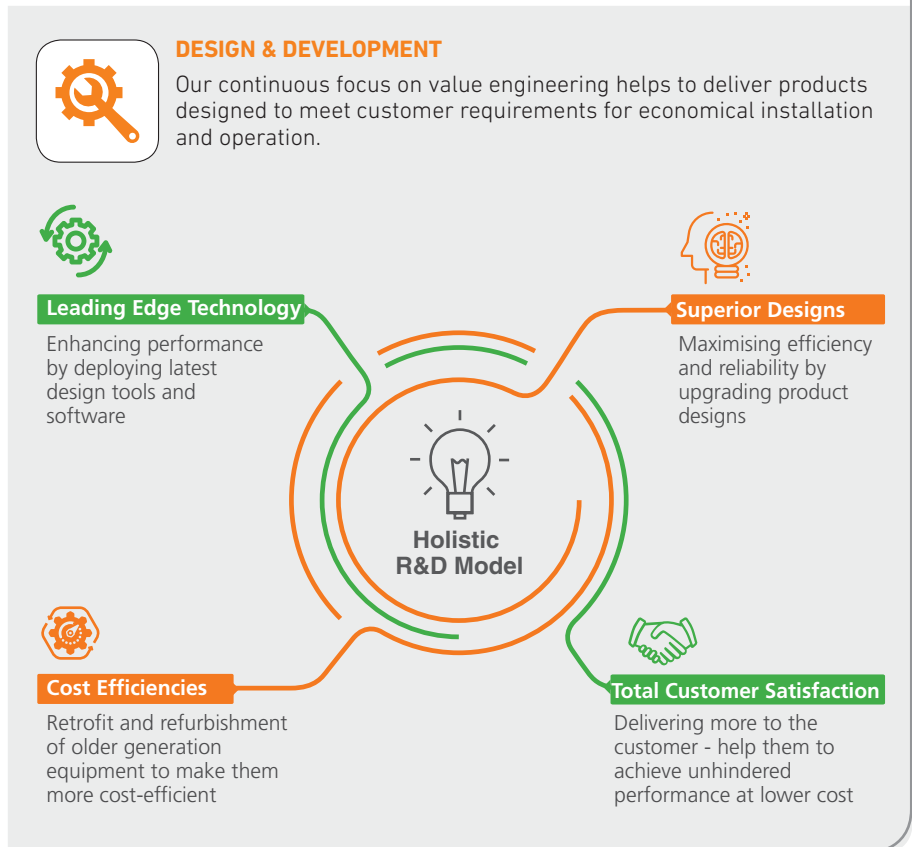 DESIGN & DEVELOPMENT
Our continuous focus on value engineering helps to deliver products
designed to meet customer requirements for economical installation
and operation.
Leading Edge Technology
Enhancing performance
by deploying latest
design tools and
software
Superior Designs
Maximising efficiency
and reliability by
upgrading product
designs
Holistic
R&D Model
Cost Efficiencies
Retrofit and refurbishment
of older generation
equipment to make them
more cost-efficient
Total Customer Satisfaction
Delivering more to the
customer - help them to
achieve unhindered
performance at lower cost